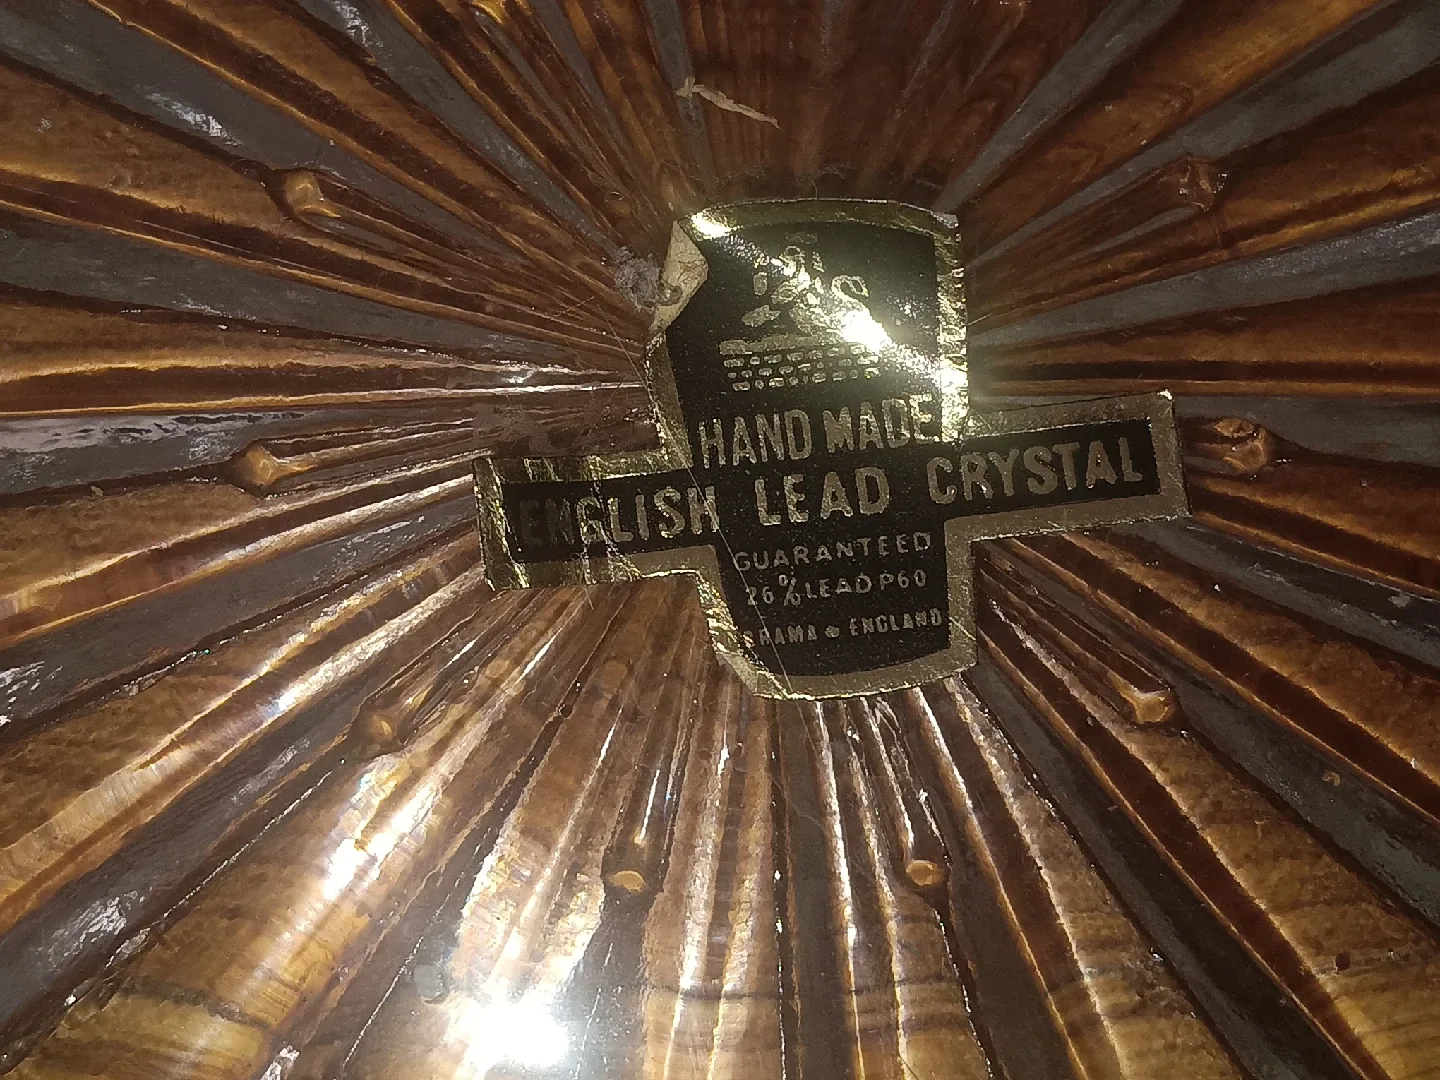 HAND MADE
ENGLISH LEAD CRYSTAL
GUARANTEED
26% LEAD P60
ENGLAND